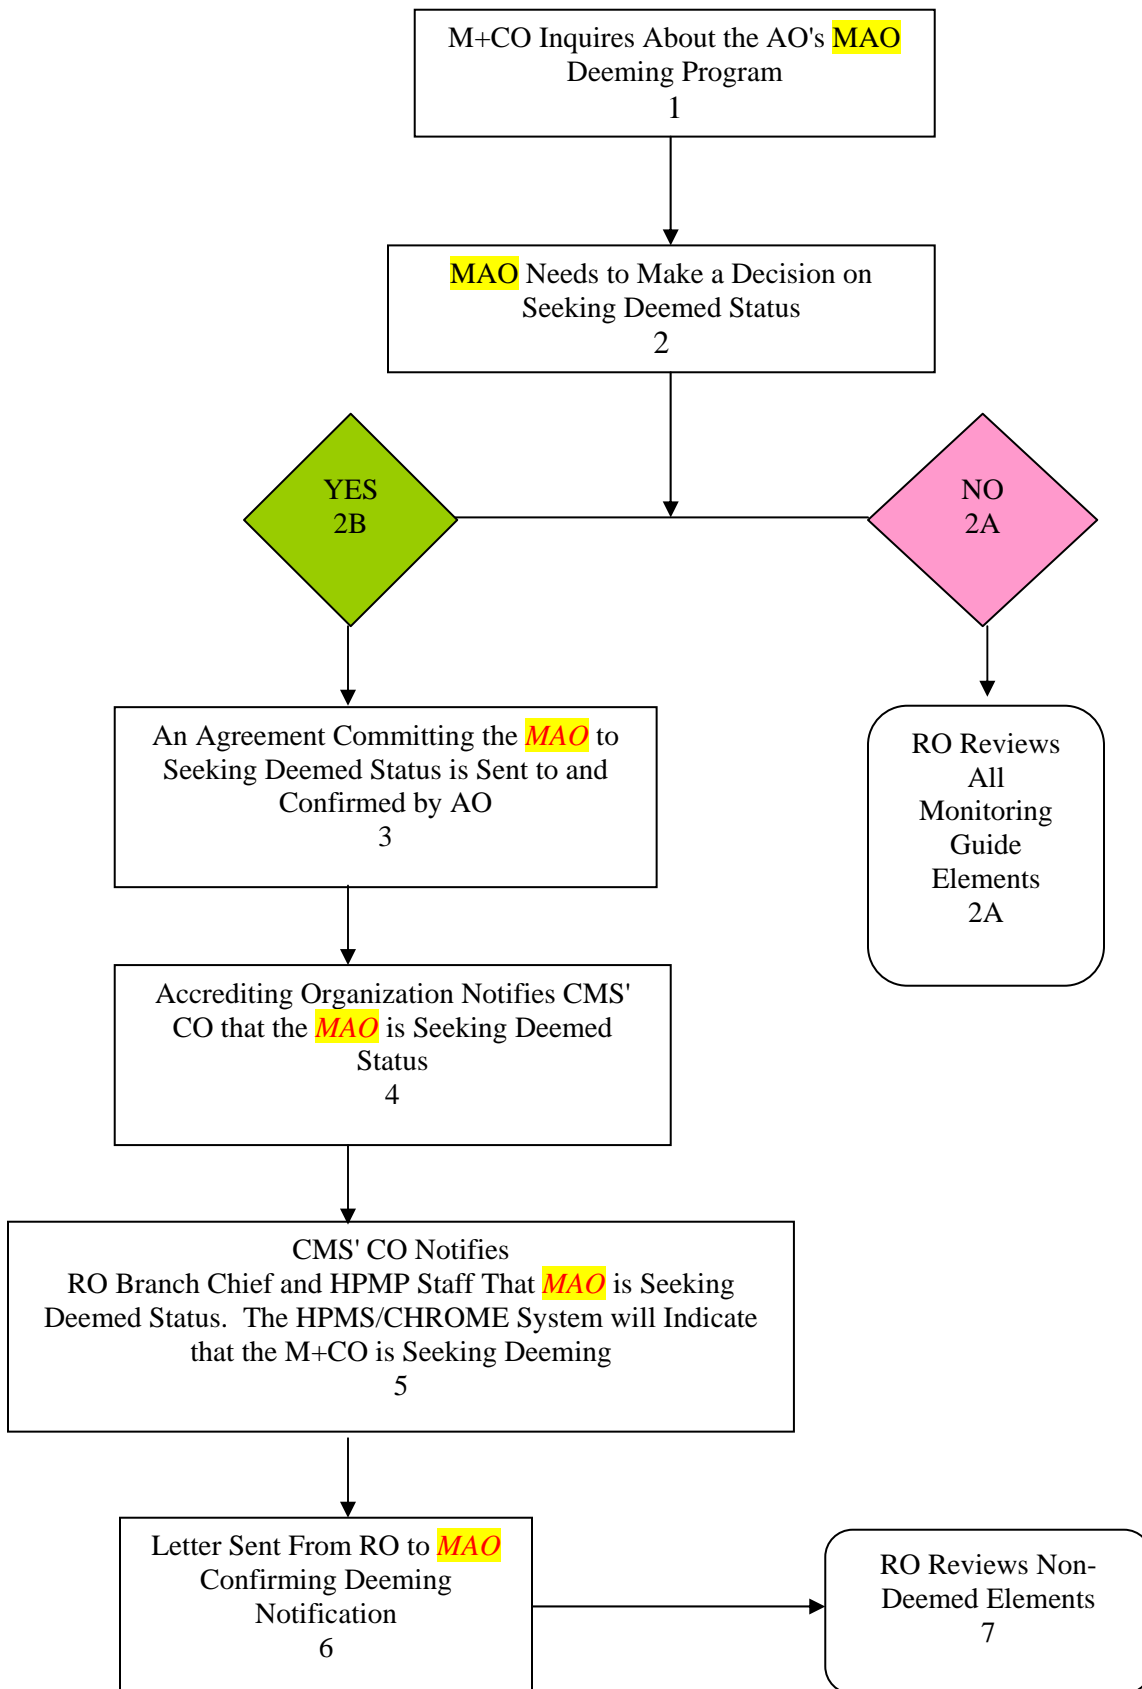 M+CO Inquires About the AO's MAO
Deeming Program
1
MAO Needs to Make a Decision on
Seeking Deemed Status
2
YES
2B
NO
2A
An Agreement Committing the MAO to
Seeking Deemed Status is Sent to and
Confirmed by AO
3
RO Reviews
All
Monitoring
Guide
Elements
2A
Accrediting Organization Notifies CMS'
CO that the MAO is Seeking Deemed
Status
4
CMS' CO Notifies
RO Branch Chief and HPMP Staff That MAO is Seeking
Deemed Status. The HPMS/CHROME System will Indicate
that the M+CO is Seeking Deeming
5
Letter Sent From RO to MAO
Confirming Deeming
Notification
6
RO Reviews Non-
Deemed Elements
7